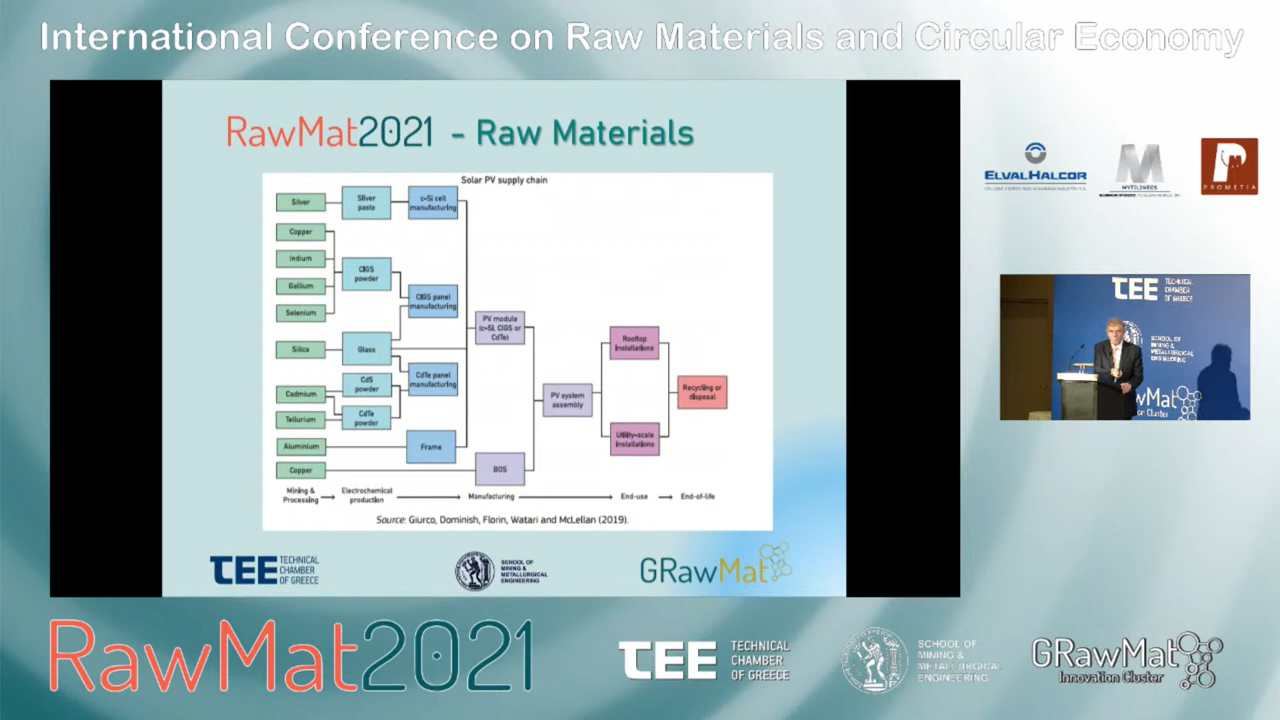 International Conference on Raw Materials and Circular Economy
RawMat2021 - Raw Materials
Solar PV supply chain
Silver
Silver
paste
c-Si cell
manufacturing
Copper
Indium
Gallium
Selenium
CIGS
powder
CIGS panel
manufacturing
PV module
(c-Si, CIGS or
CdTe)
Silica
Glass
Rooftop
installations
CdS
powder
CdTe panel
manufacturing
Cadmium
Tellurium
CdTe
powder
PV system
assembly
Recycling or
disposal
Aluminium
Frame
Utility-scale
installations
Copper
BOS
Mining &
Processing
Electrochemical
production
Manufacturing
End-use
End-of-life
Source: Giurco, Dominish, Florin, Watari and McLellan (2019).
TEE TECHNICAL
CHAMBER
OF GREECE
SCHOOL OF
MINING &
METALLURGICAL
ENGINEERING
GRawMat
ELVALHALCOR
MYTILINEOS
PROMETIA
TEE TECHNICAL
CHAMBER
OF GREECE
SCHOOL OF
MINING &
METALLURGICAL
ENGINEERING
wMat
on Cluster
RawMat2021
TEE TECHNICAL
CHAMBER
OF GREECE
SCHOOL OF
MINING &
METALLURGICAL
ENGINEERING
GRawMat
Innovation Cluster